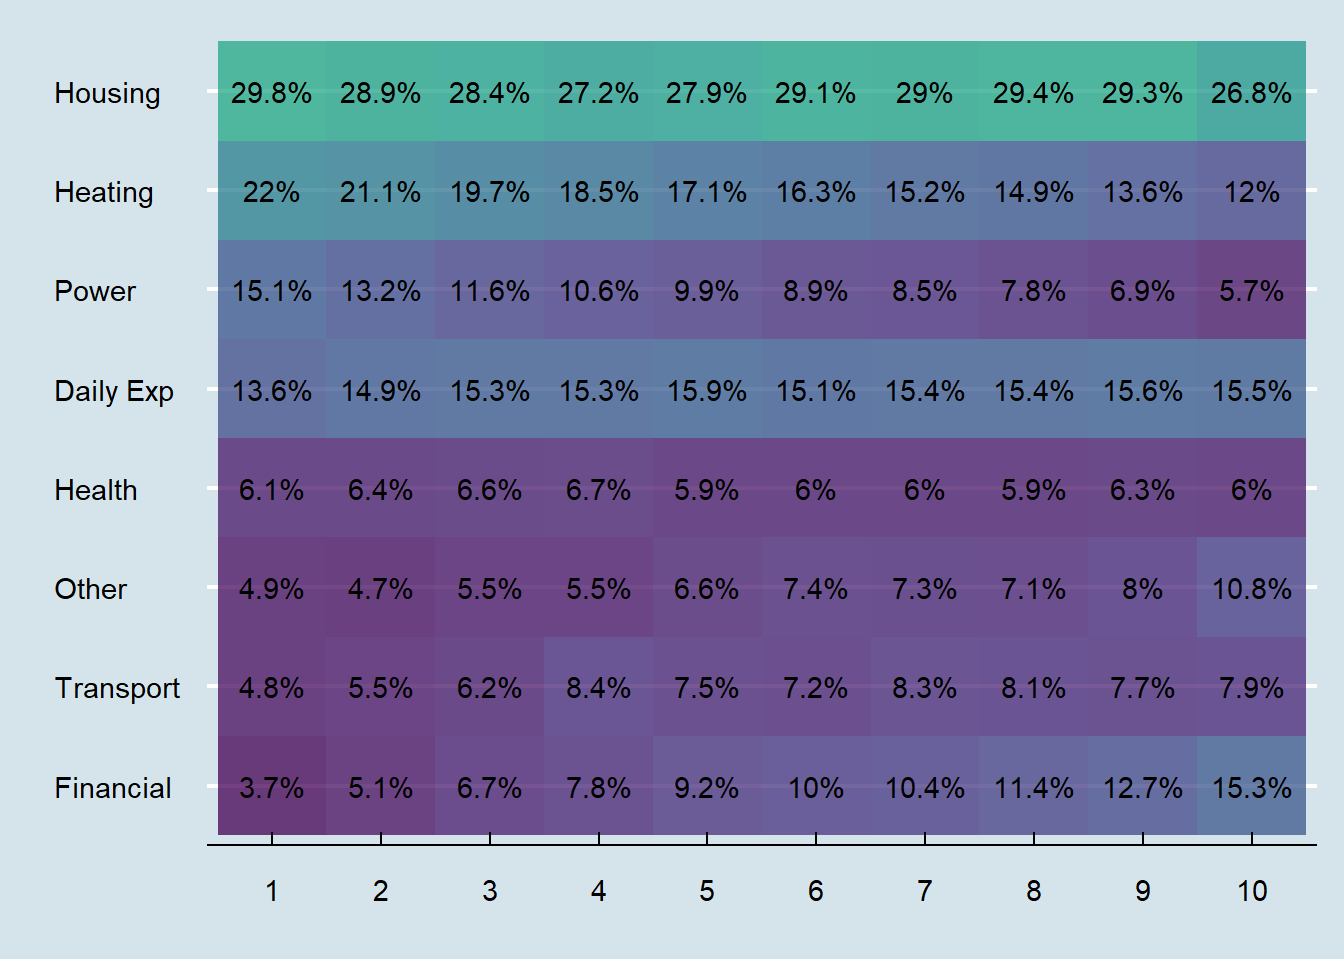 Housing 29.8% 28.9% 28.4% 27.2% 27.9% 29.1% 29% 29.4% 29.3% 26.8%
Heating 22% 21.1% 19.7% 18.5% 17.1% 16.3% 15.2% 14.9% 13.6% 12%
Power 15.1% 13.2% 11.6% 10.6% 9.9% 8.9% 8.5% 7.8% 6.9% 5.7%
Daily Exp 13.6% 14.9% 15.3% 15.3% 15.9% 15.1% 15.4% 15.4% 15.6% 15.5%
Health 6.1% 6.4% 6.6% 6.7% 5.9% 6% 6% 5.9% 6.3% 6%
Other 4.9% 4.7% 5.5% 5.5% 6.6% 7.4% 7.3% 7.1% 8% 10.8%
Transport 4.8% 5.5% 6.2% 8.4% 7.5% 7.2% 8.3% 8.1% 7.7% 7.9%
Financial 3.7% 5.1% 6.7% 7.8% 9.2% 10% 10.4% 11.4% 12.7% 15.3%
1 2 3 4 5 6 7 8 9 10